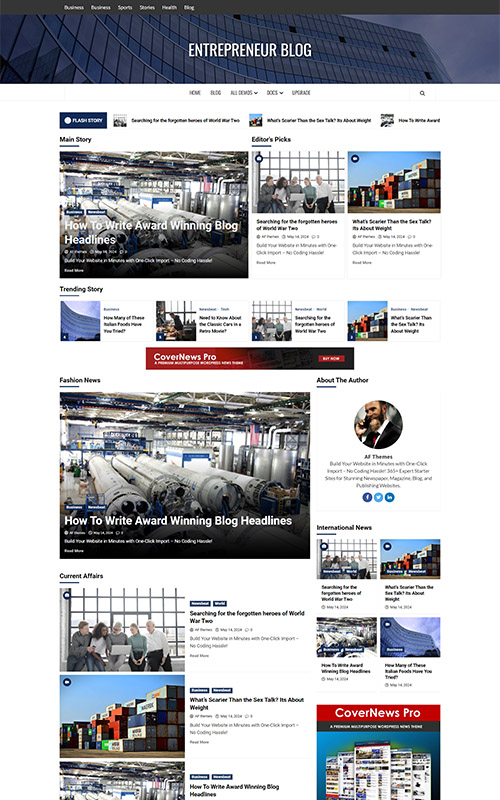 Business Business Sports Stories Health Blog
ENTREPRENEUR BLOG
HOME BLOG ALL DEMOS DOCS UPGRADE
FLASH STORY Searching for the forgotten heroes of World War Two What's Scarier Than the Sex Talk? Its About Weight How To Write Award
Main Story
Business Newsbeat
How To Write Award Winning Blog
Headlines
AF themes May 14, 2024 0
Build Your Website in Minutes with One-Click Import – No Coding Hassle!
Read More
Editor's Picks
Searching for the forgotten heroes
of World War Two
AF themes May 14, 2024 0
Build Your Website in Minutes with One-Click
Import – No Coding Hassle!
Read More
What's Scarier Than the Sex Talk?
Its About Weight
AF themes May 14, 2024 0
Build Your Website in Minutes with One-Click
Import – No Coding Hassle!
Read More
Trending Story
Business
How Many of These
Italian Foods Have
You Tried?
Newsbeat Tech
Need to Know About
the Classic Cars in a
Retro Movie?
Newsbeat World
Searching for the
forgotten heroes of
World War Two
Business Newsbeat
What's Scarier Than
the Sex Talk? Its
About Weight
CoverNews Pro
A PREMIUM MULTIPURPOSE WORDPRESS NEWS THEME
BUY NOW
Fashion News
Business Newsbeat
How To Write Award Winning Blog Headlines
AF themes May 14, 2024 0
Build Your Website in Minutes with One-Click Import – No Coding Hassle!
Read More
About The Author
AF Themes
Build Your Website in Minutes with One-Click
Import – No Coding Hassle! 365+ Expert Starter
Sites for Stunning Newspaper, Magazine, Blog, and
Publishing Websites.
International News
Newsbeat World
Searching for the
forgotten heroes of
World War Two
May 14, 2024
Business Newsbeat
What's Scarier Than
the Sex Talk? Its
About Weight
May 14, 2024
Business Newsbeat
How To Write Award
Winning Blog Headlines
May 14, 2024
Business
How Many of These
Italian Foods Have You
Tried?
May 14, 2024
Current Affairs
Newsbeat World
Searching for the forgotten heroes of World
War Two
AF themes May 14, 2024 0
Build Your Website in Minutes with One-Click Import –
No Coding Hassle!
Read More
Business Newsbeat
What's Scarier Than the Sex Talk? Its About
Weight
AF themes May 14, 2024 0
Build Your Website in Minutes with One-Click Import –
No Coding Hassle!
Read More
Business Newsbeat
How To Write Award Winning Blog
Headlines
CoverNews Pro
A PREMIUM MULTIPURPOSE WORDPRESS NEWS THEME